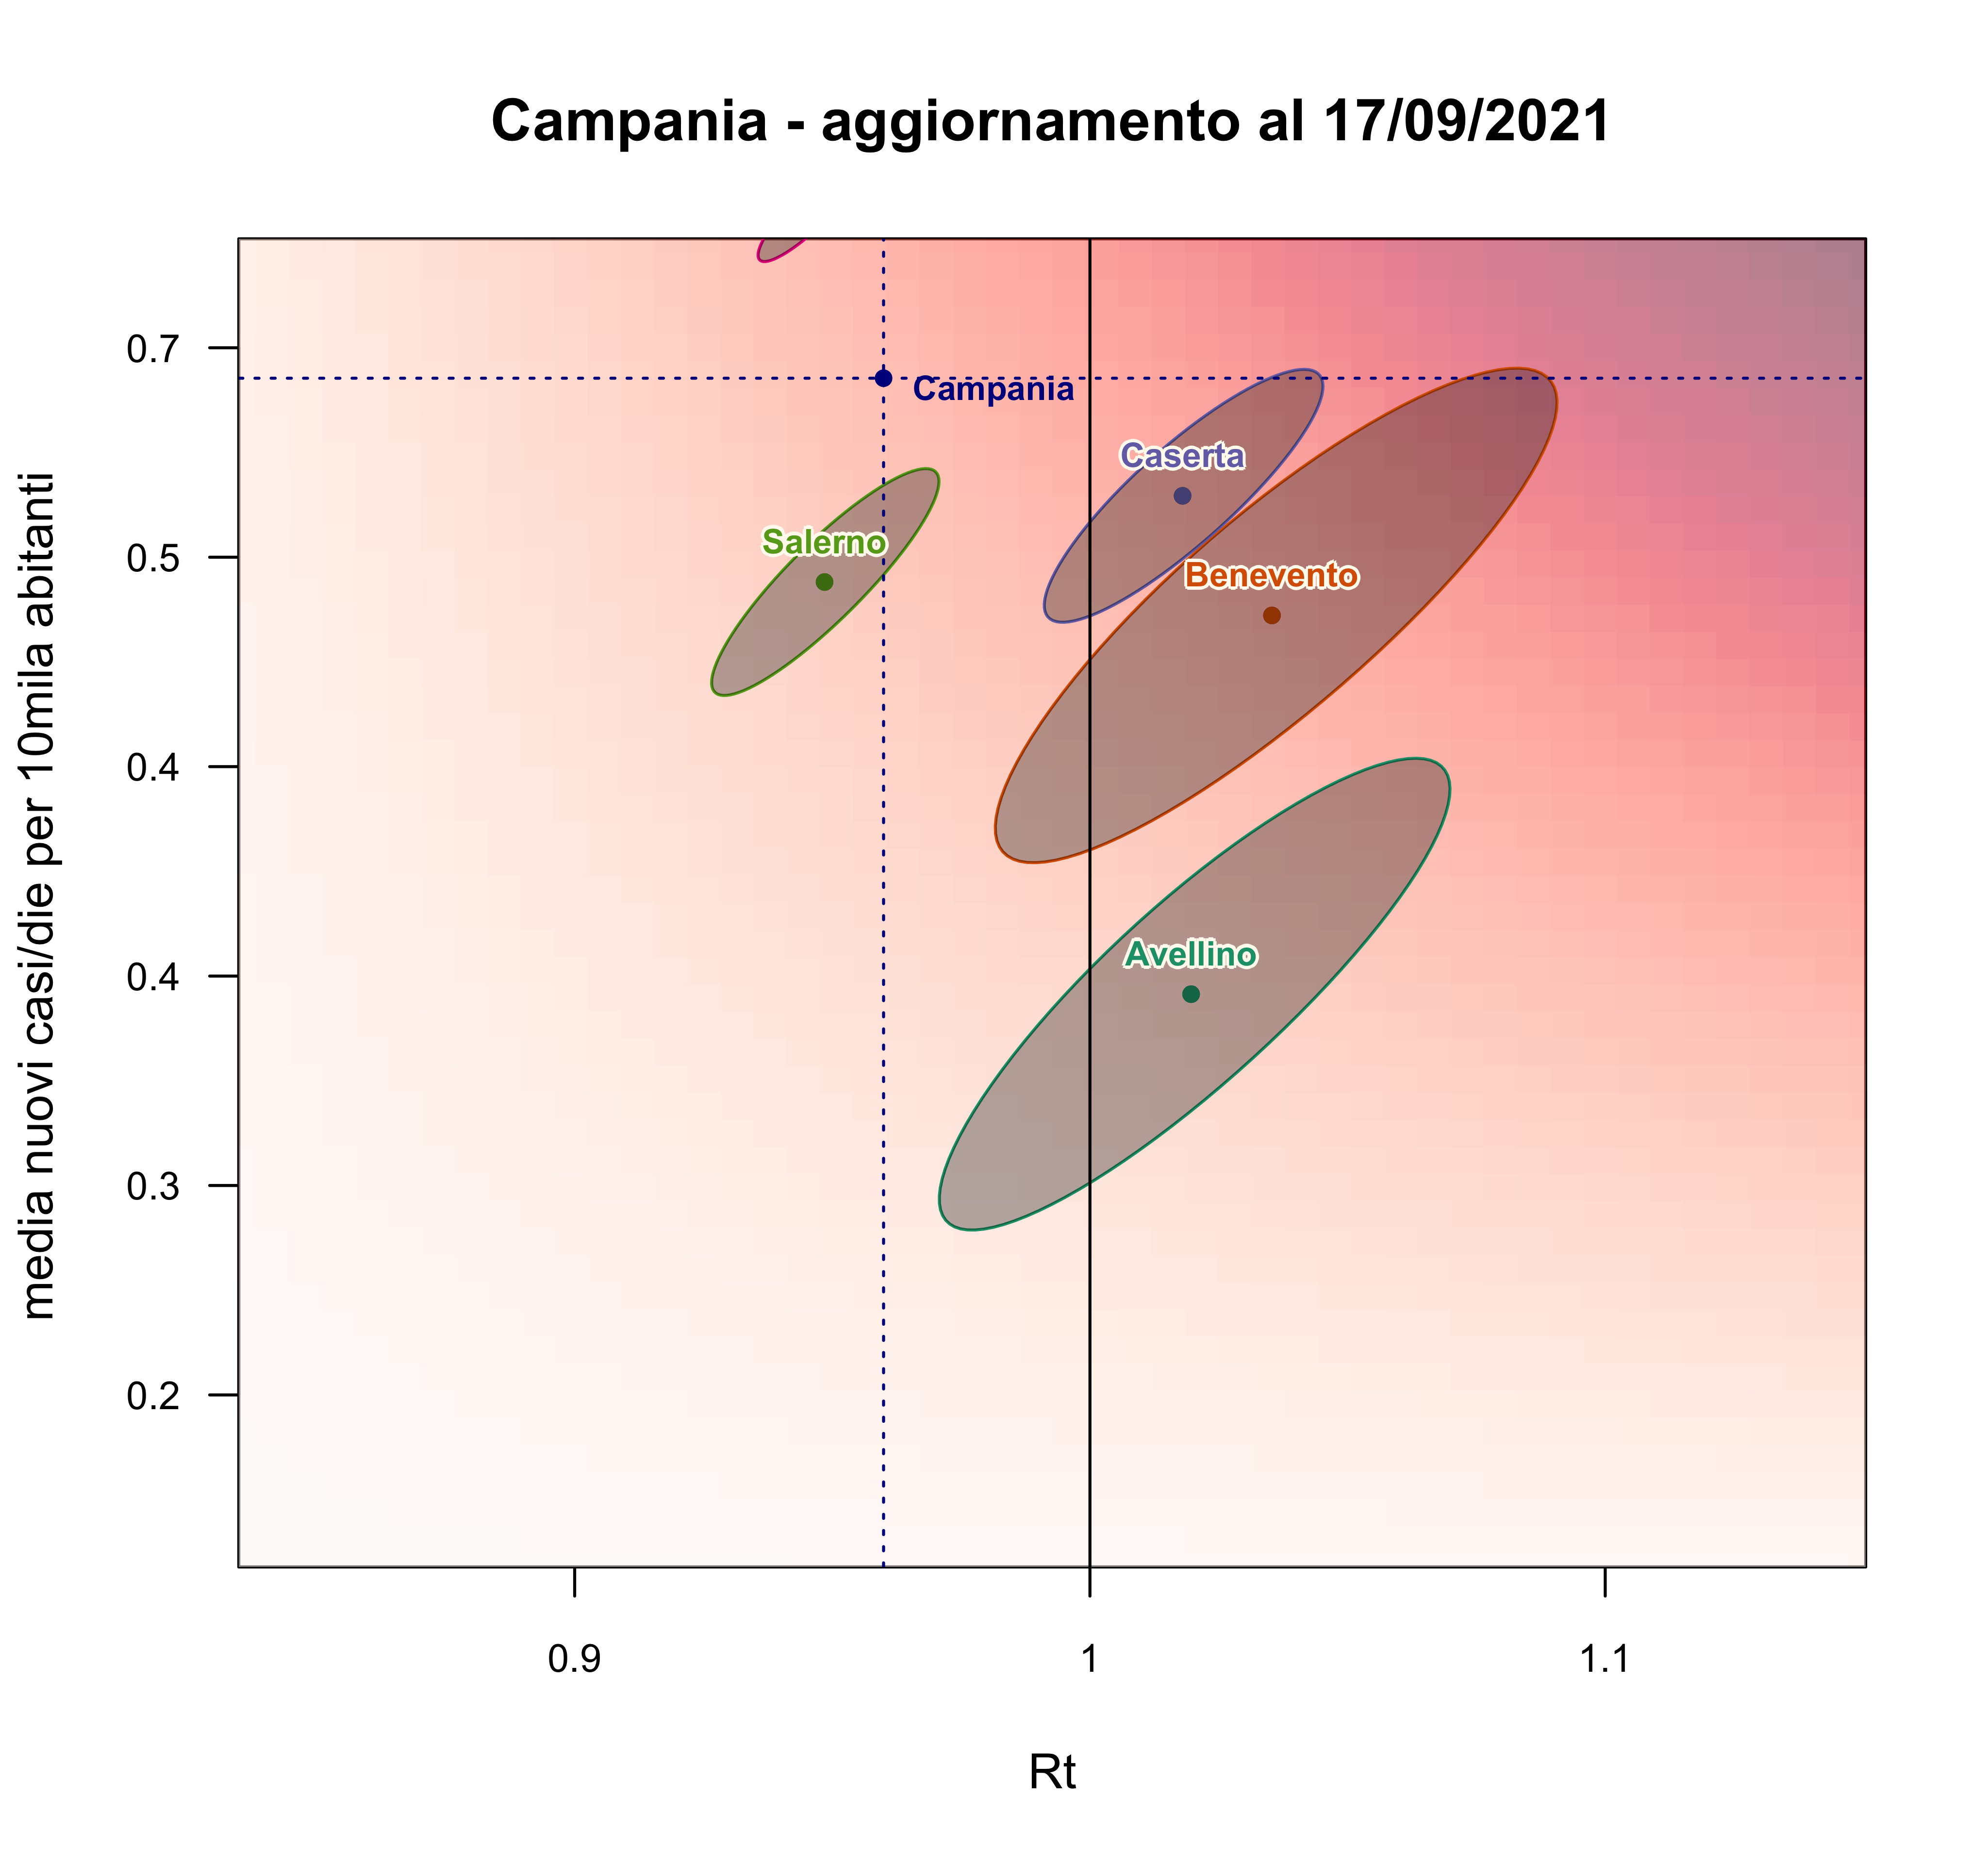 Campania - aggiornamento al 17/09/2021
media nuovi casi/die per 10mila abitanti
0.7
0.5
0.4
0.4
0.3
0.2
Campania
Caserta
Salerno
Benevento
Avellino
0.9
1
1.1
Rt